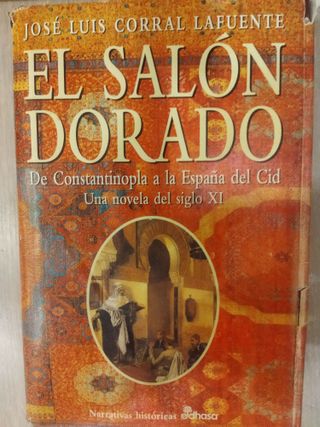 JOSÉ LUIS CORRAL LAFUENTE
EL SALÓN
DORADO
De Constantinopla a la España del Cid
Una novela del siglo XI
Narrativas históricas edhasa